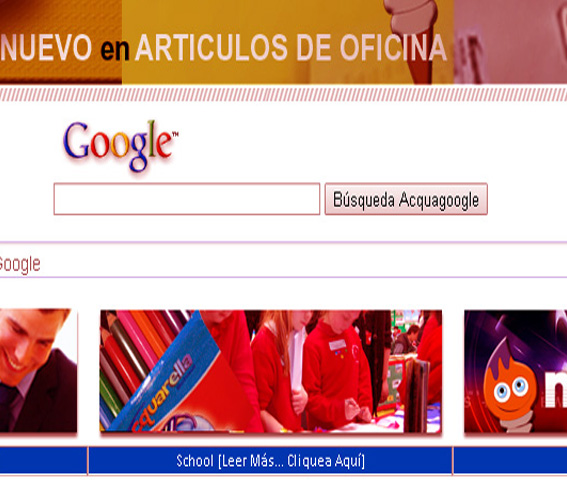 NUEVO en ARTICULOS DE OFICINA
Google™
Búsqueda Acquagoogle
Google
quarella
n
School [Leer Más... Cliquea Aquí]